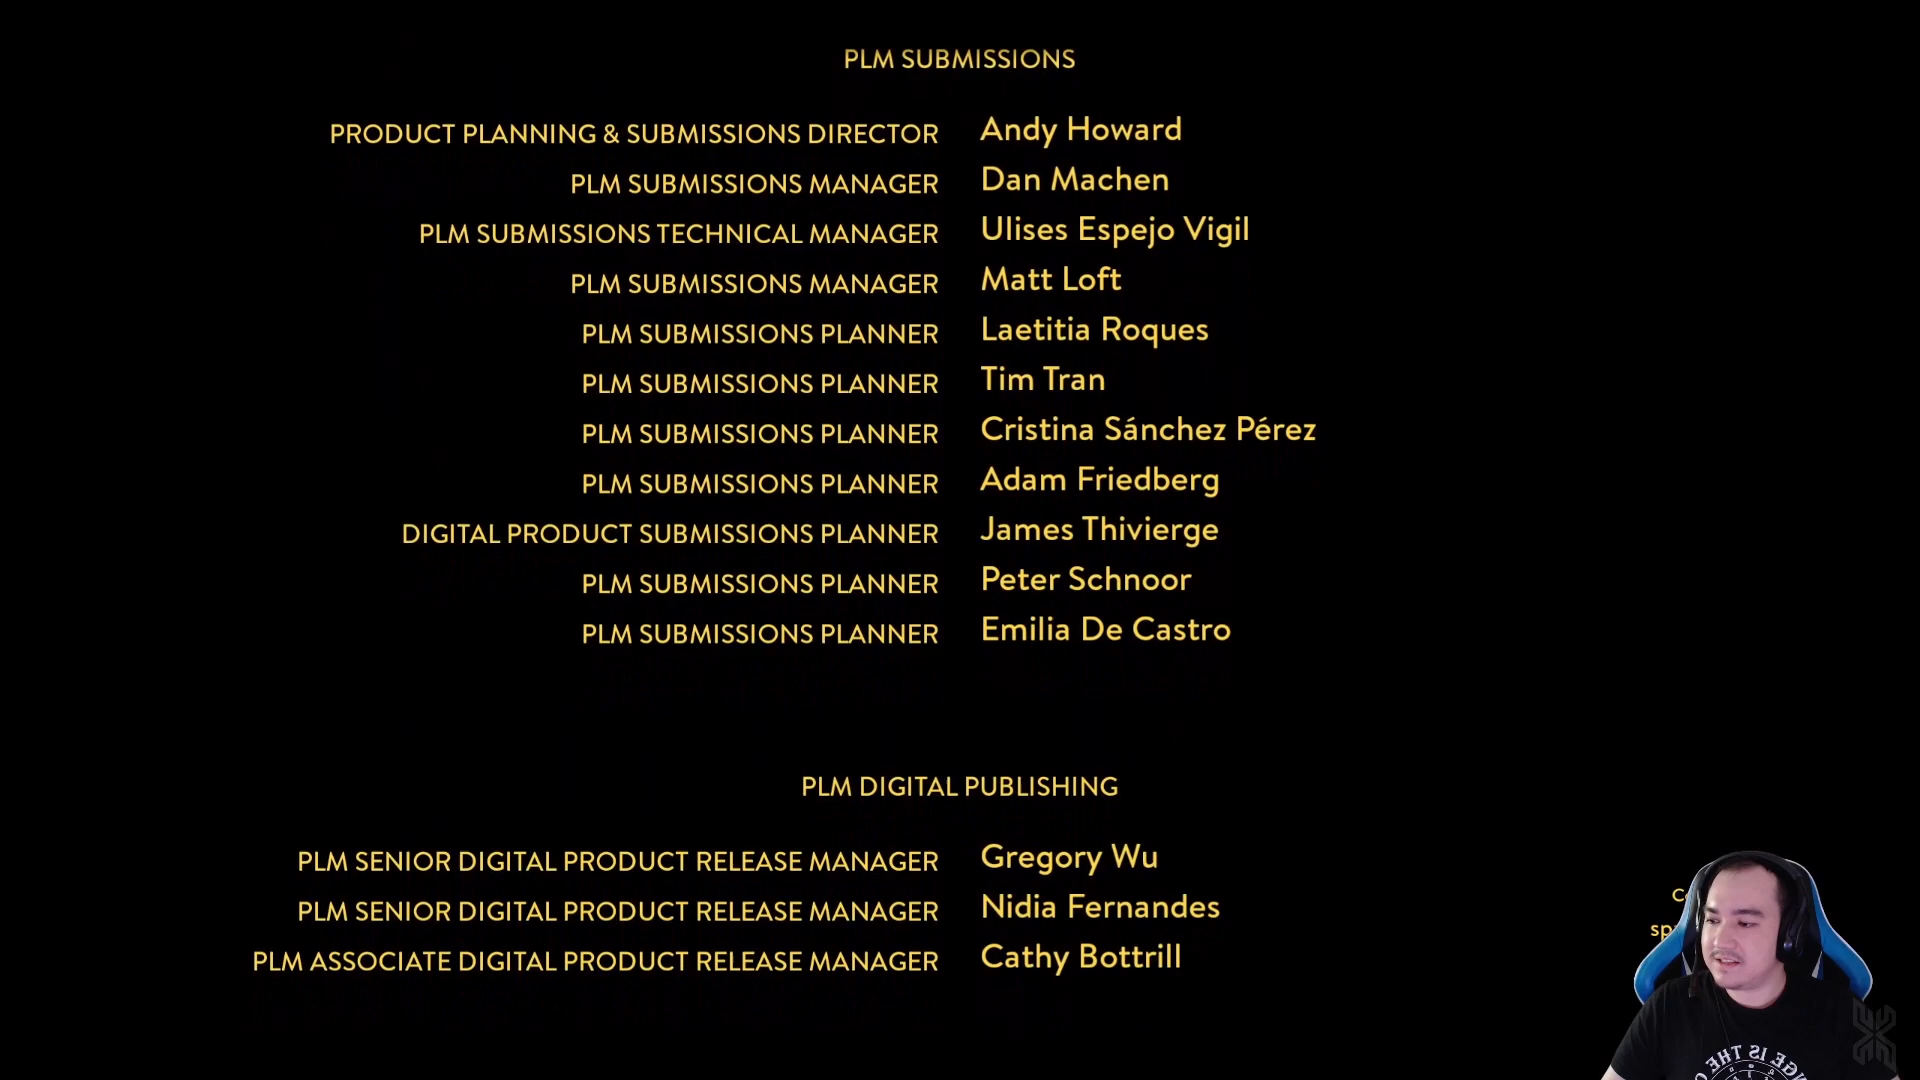 PLM SUBMISSIONS
PRODUCT PLANNING & SUBMISSIONS DIRECTOR Andy Howard
PLM SUBMISSIONS MANAGER Dan Machen
PLM SUBMISSIONS TECHNICAL MANAGER Ulises Espejo Vigil
PLM SUBMISSIONS MANAGER Matt Loft
PLM SUBMISSIONS PLANNER Laetitia Roques
PLM SUBMISSIONS PLANNER Tim Tran
PLM SUBMISSIONS PLANNER Cristina Sánchez Pérez
PLM SUBMISSIONS PLANNER Adam Friedberg
DIGITAL PRODUCT SUBMISSIONS PLANNER James Thivierge
PLM SUBMISSIONS PLANNER Peter Schnoor
PLM SUBMISSIONS PLANNER Emilia De Castro
PLM DIGITAL PUBLISHING
PLM SENIOR DIGITAL PRODUCT RELEASE MANAGER Gregory Wu
PLM SENIOR DIGITAL PRODUCT RELEASE MANAGER Nidia Fernandes
PLM ASSOCIATE DIGITAL PRODUCT RELEASE MANAGER Cathy Bottrill
IS THE